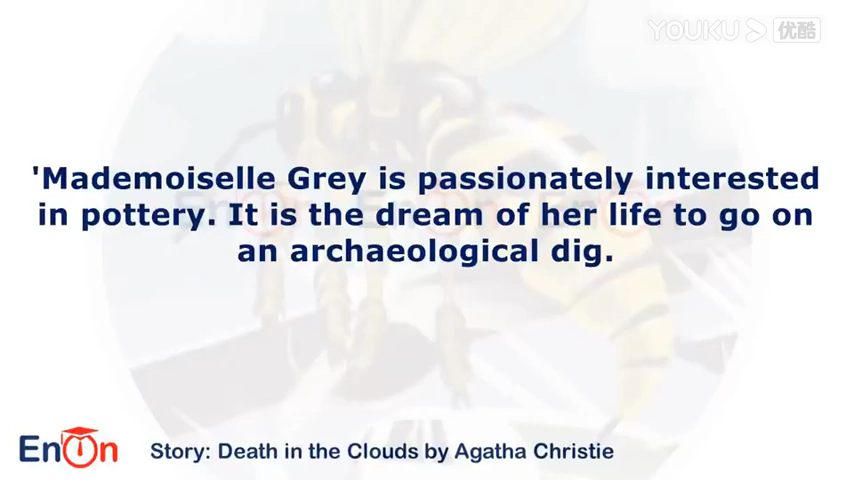 YOUKU 优酷
'Mademoiselle Grey is passionately interested
in pottery. It is the dream of her life to go on
an archaeological dig.
EnOn Story: Death in the Clouds by Agatha Christie